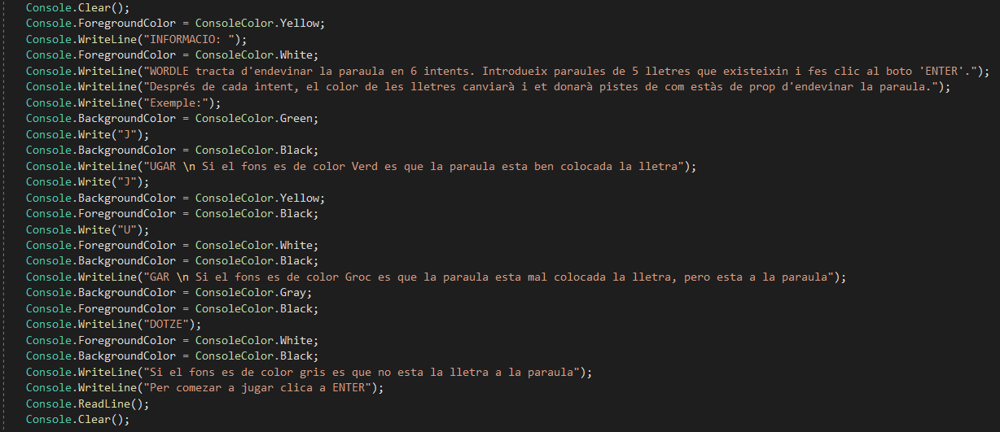 Console.Clear();
Console.ForegroundColor = ConsoleColor.Yellow;
Console.WriteLine("INFORMACIO: ");
Console.ForegroundColor = ConsoleColor.White;
Console.WriteLine("WORDLE tracta d'endevinar la paraula en 6 intents. Introdueix paraules de 5 lletres que existeixin i fes clic al boto 'ENTER'.");
Console.WriteLine("Després de cada intent, el color de les lletres canviarà i et donarà pistes de com estàs de prop d'endevinar la paraula.");
Console.WriteLine("Exemple:");
Console.BackgroundColor = ConsoleColor.Green;
Console.Write("J");
Console.BackgroundColor = ConsoleColor.Black;
Console.WriteLine("UGAR \n Si el fons es de color Verd es que la paraula esta ben colocada la lletra");
Console.Write("J");
Console.BackgroundColor = ConsoleColor.Yellow;
Console.ForegroundColor = ConsoleColor.Black;
Console.Write("U");
Console.ForegroundColor = ConsoleColor.White;
Console.BackgroundColor = ConsoleColor.Black;
Console.WriteLine("GAR \n Si el fons es de color Groc es que la paraula esta mal colocada la lletra, pero esta a la paraula");
Console.BackgroundColor = ConsoleColor.Gray;
Console.ForegroundColor = ConsoleColor.Black;
Console.WriteLine("DOTZE");
Console.ForegroundColor = ConsoleColor.White;
Console.BackgroundColor = ConsoleColor.Black;
Console.WriteLine("Si el fons es de color gris es que no esta la lletra a la paraula");
Console.WriteLine("Per comezar a jugar clica a ENTER");
Console.ReadLine();
Console.Clear();